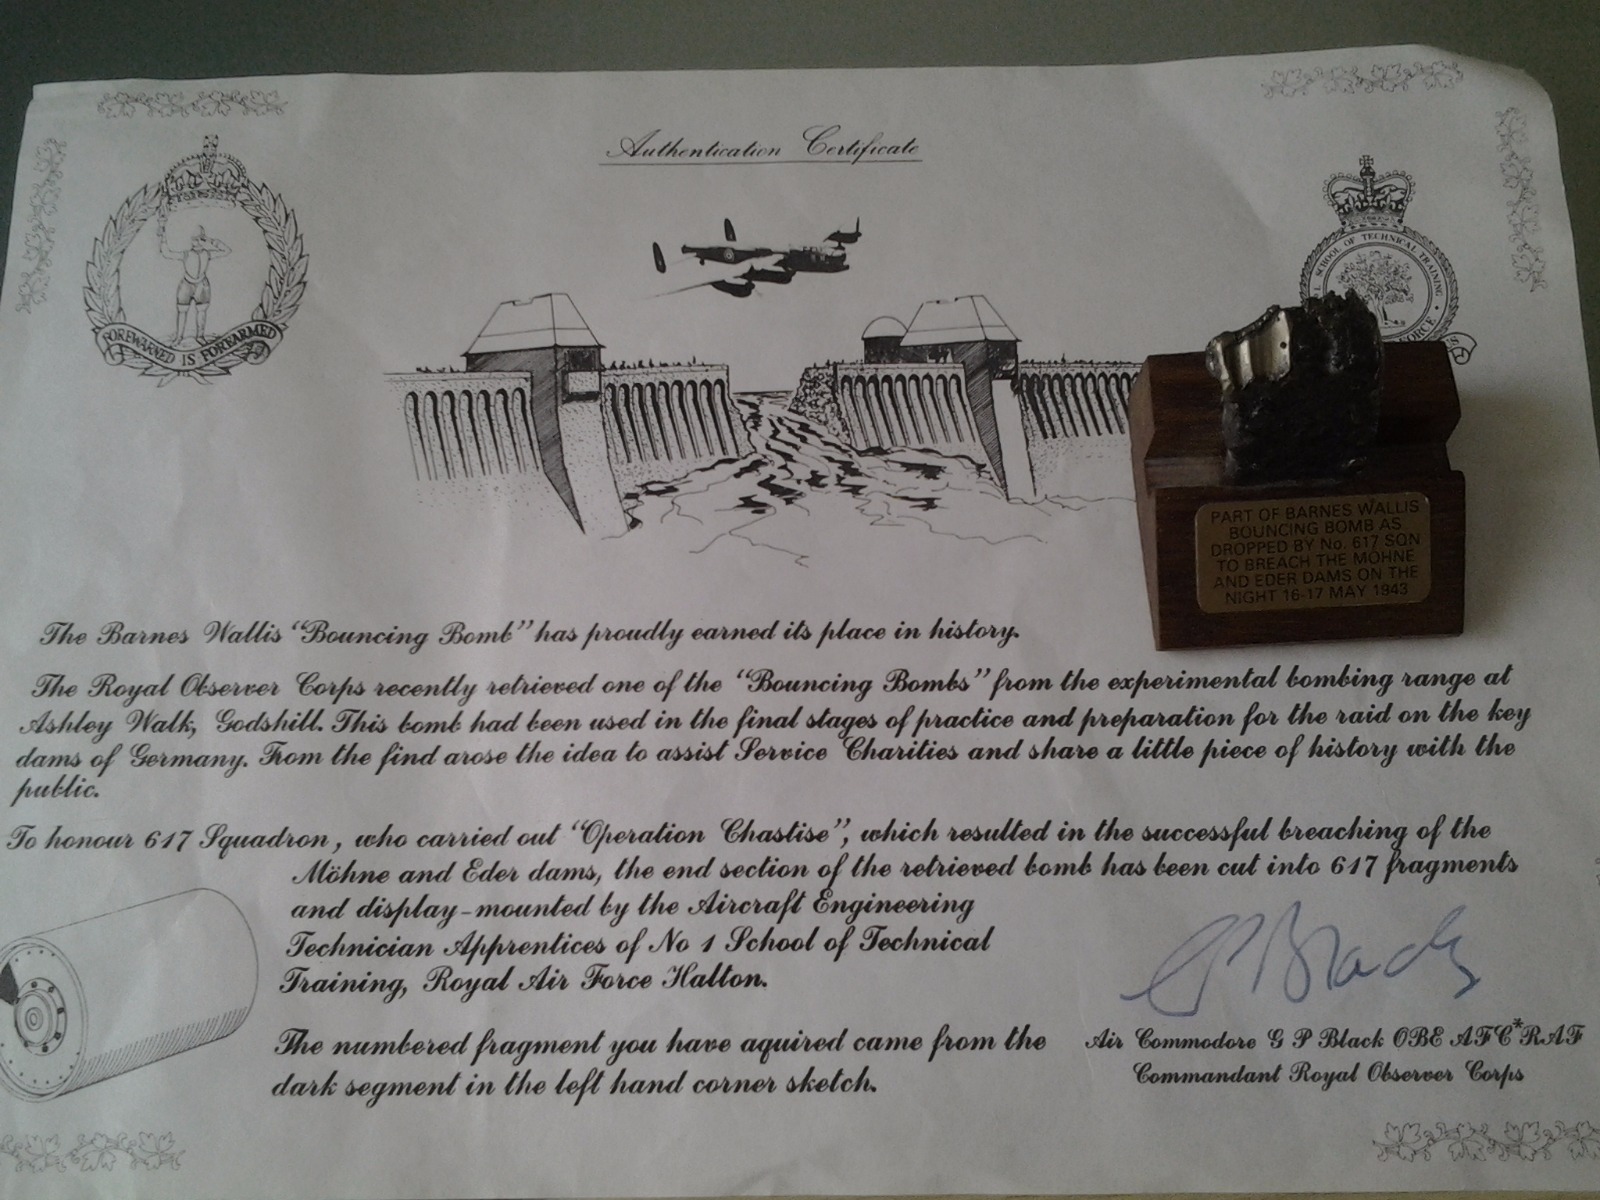 Authentication Certificate
FOREWARNED IS FOREARMED
SCHOOL OF TECHNICAL TRAINING
FORCE
PART OF BARNES WALLIS
BOUNCING BOMB AS
DROPPED BY No. 617 SQN
TO BREACH THE MOHNE
AND EDER DAMS ON THE
NIGHT 16-17 MAY 1943
The Barnes Wallis "Bouncing Bomb" has proudly earned its place in history.
The Royal Observer Corps recently retrieved one of the "Bouncing Bombs" from the experimental bombing range at
Ashley Walk, Godshill. This bomb had been used in the final stages of practice and preparation for the raid on the key
dams of Germany. From the find arose the idea to assist Service Charities and share a little piece of history with the
public.
To honour 617 Squadron, who carried out "Operation Chastise", which resulted in the successful breaching of the
Möhne and Eder dams, the end section of the retrieved bomb has been cut into 617 fragments
and display-mounted by the Aircraft Engineering
Technician Apprentices of No 1 School of Technical
Training, Royal Air Force Halton.
The numbered fragment you have aquired came from the
dark segment in the left hand corner sketch.
G P Black
Air Commodore G P Black OBE AFC*RAF
Commandant Royal Observer Corps